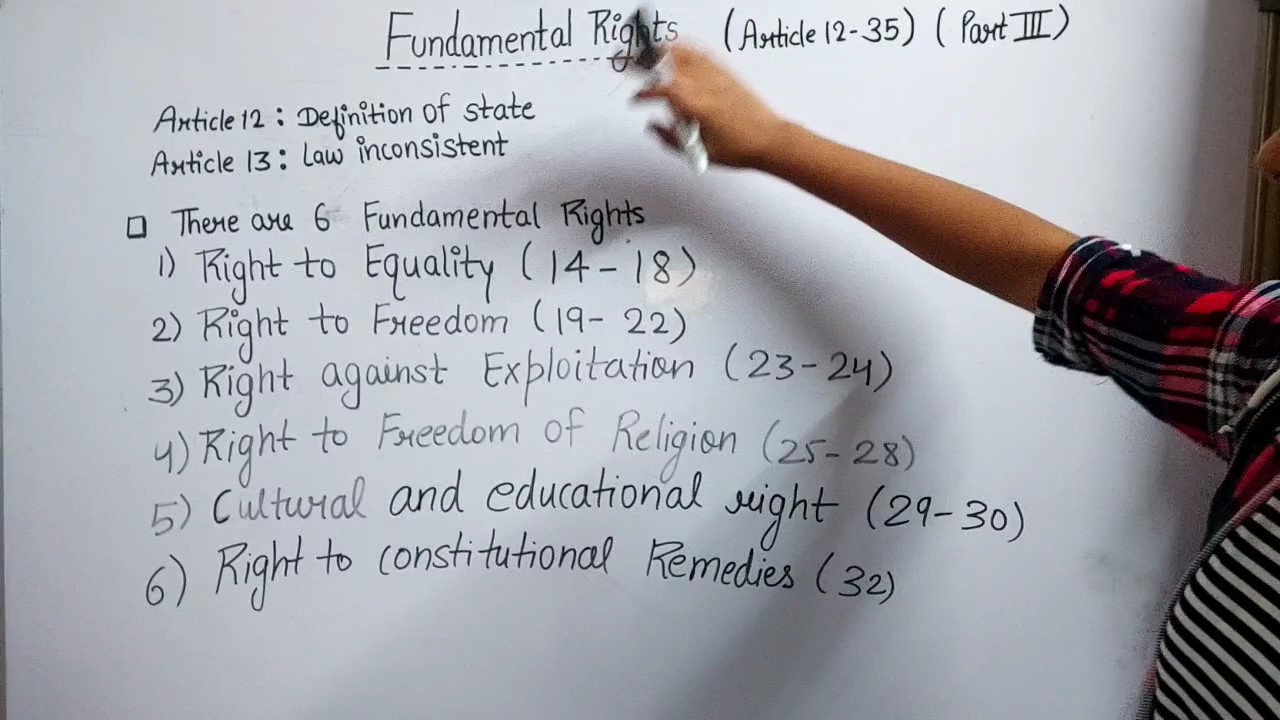 Fundamental Rights (Article 12-35) (Part III)
Article 12 : Definition of state
Article 13 : Law inconsistent
There are 6 Fundamental Rights
1) Right to Equality (14-18)
2) Right to Freedom (19-22)
3) Right against Exploitation (23-24)
4) Right to Freedom of Religion (25-28)
5) Cultural and educational right (29-30)
6) Right to constitutional Remedies (32)